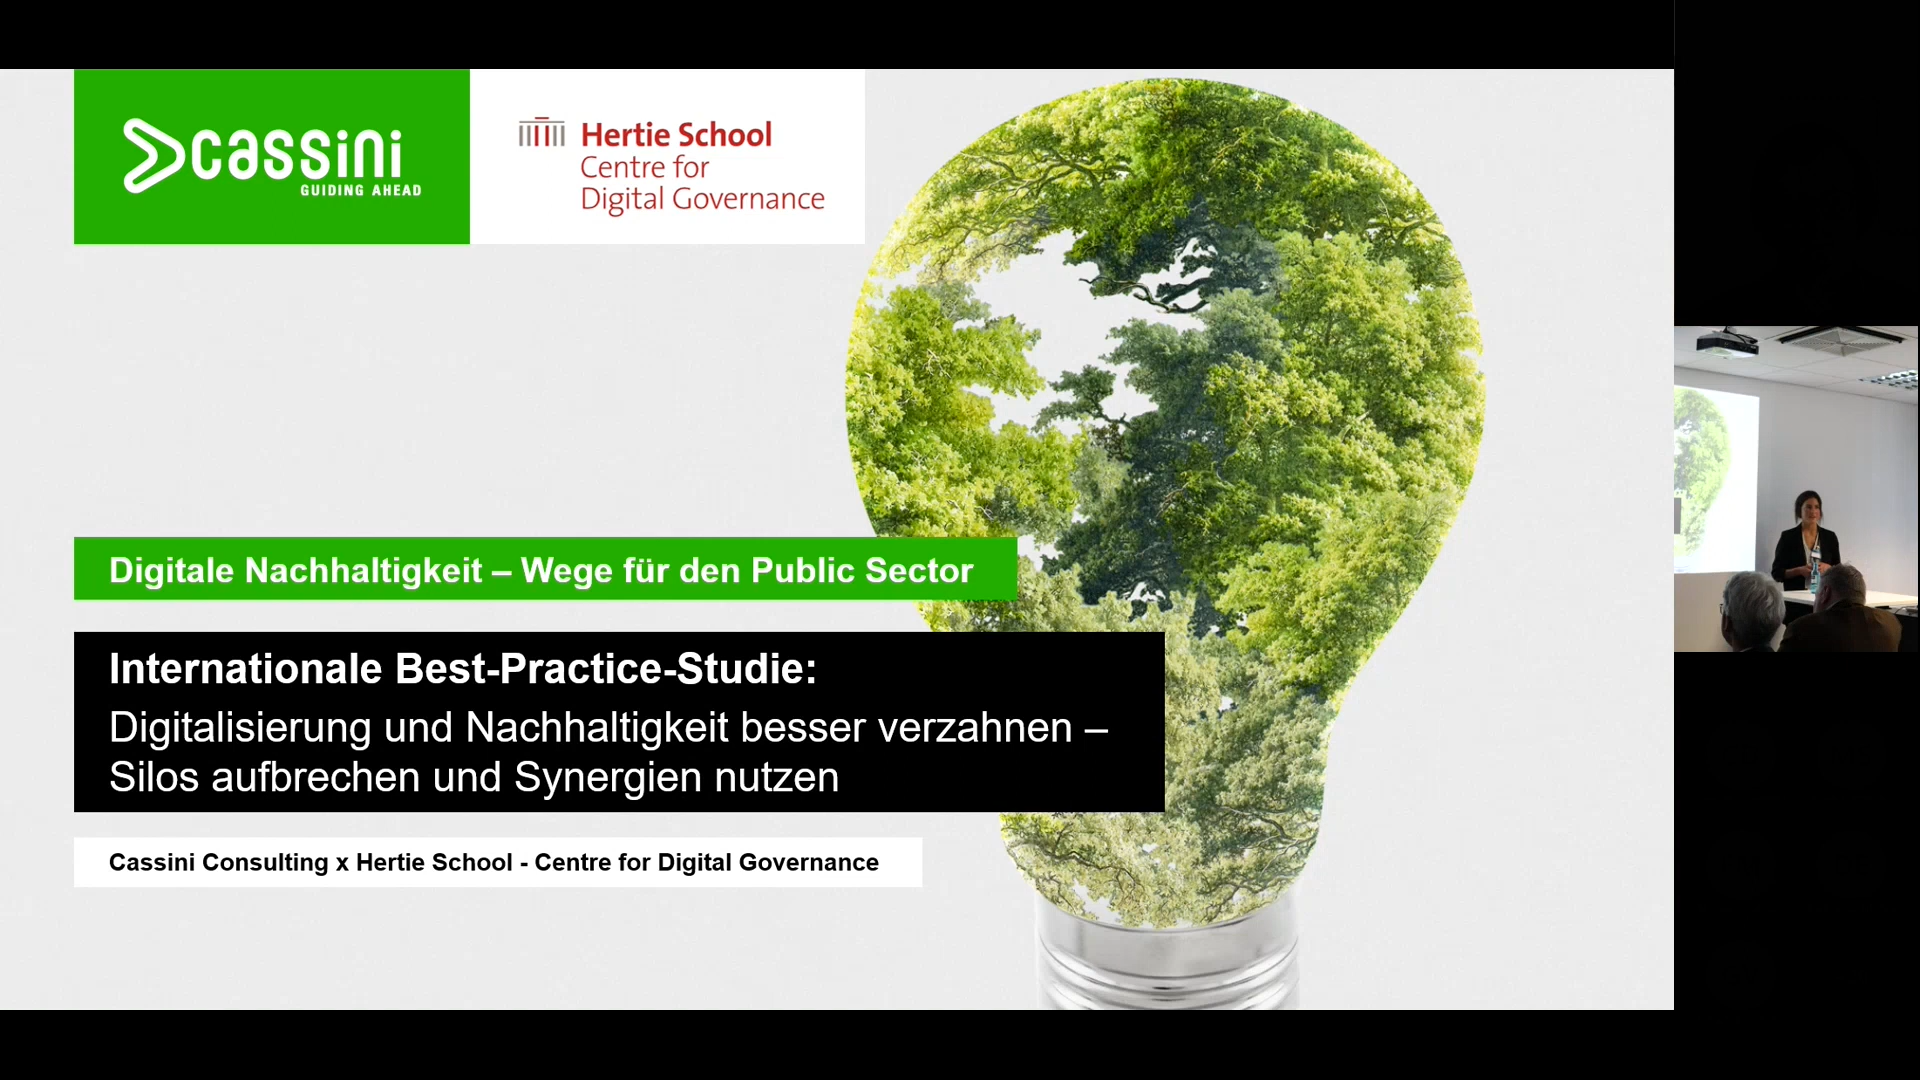 cassini
GUIDING AHEAD
Hertie School
Centre for
Digital Governance
Digitale Nachhaltigkeit – Wege für den Public Sector
Internationale Best-Practice-Studie:
Digitalisierung und Nachhaltigkeit besser verzahnen –
Silos aufbrechen und Synergien nutzen
Cassini Consulting x Hertie School - Centre for Digital Governance